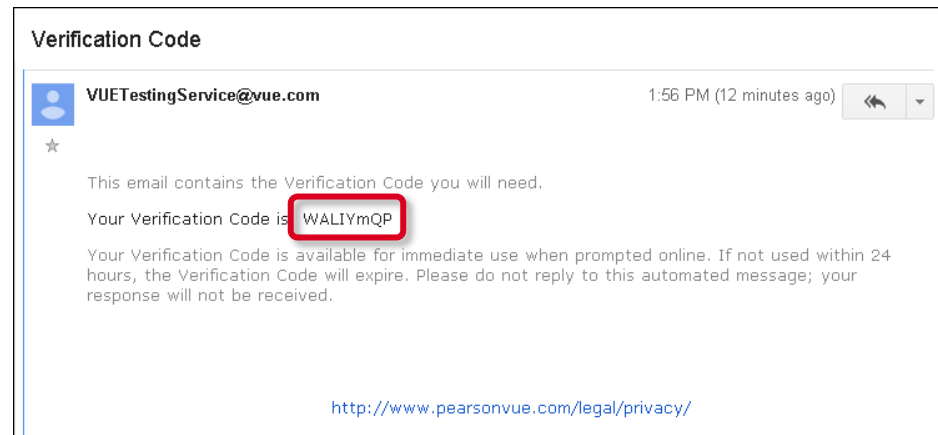 Verification Code
VUETestingService@vue.com 1:56 PM (12 minutes ago)
This email contains the Verification Code you will need.
Your Verification Code is WALIYmQP
Your Verification Code is available for immediate use when prompted online. If not used within 24
hours, the Verification Code will expire. Please do not reply to this automated message; your
response will not be received.
http://www.pearsonvue.com/legal/privacy/